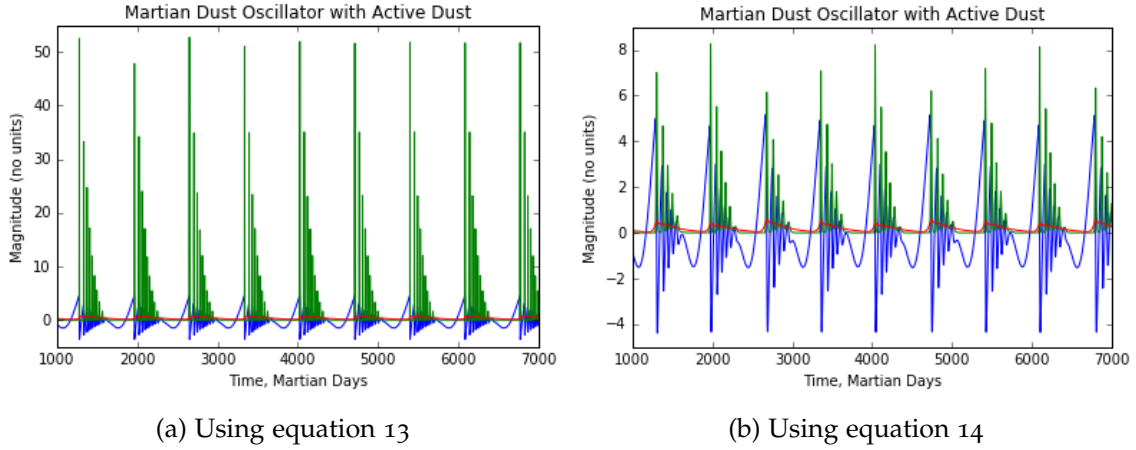 Martian Dust Oscillator with Active Dust
Magnitude (no units)
50
40
30
20
10
0
1000 2000 3000 4000 5000 6000 7000
Time, Martian Days
(a) Using equation 13
Martian Dust Oscillator with Active Dust
Magnitude (no units)
8
6
4
2
0
−2
−4
1000 2000 3000 4000 5000 6000 7000
Time, Martian Days
(b) Using equation 14